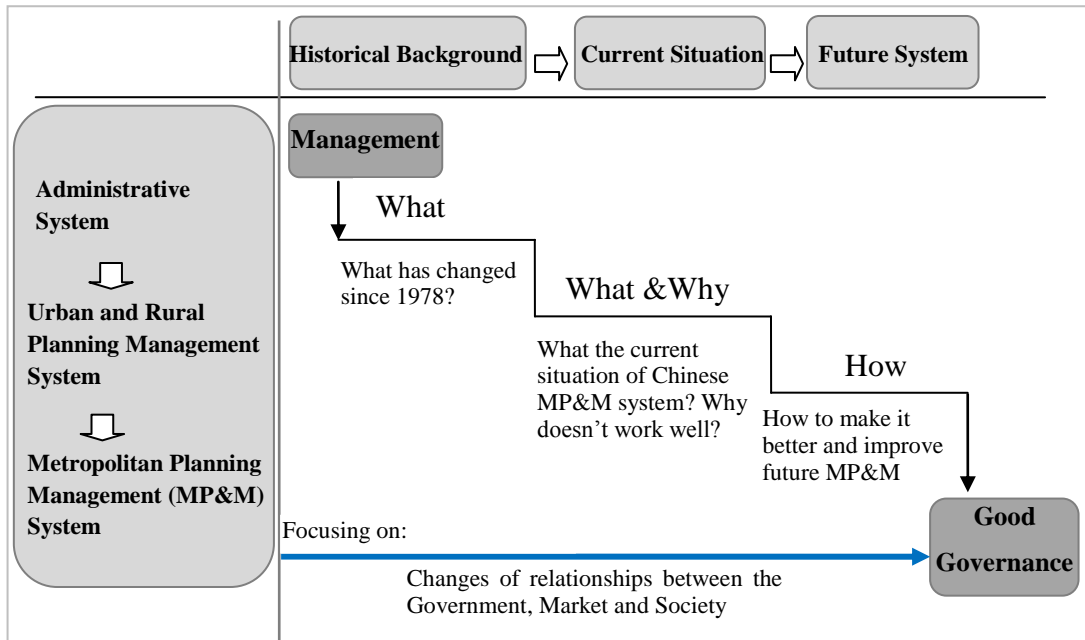 Historical Background
Current Situation
Future System
Administrative
System
Urban and Rural
Planning Management
System
Metropolitan Planning
Management (MP&M)
System
Management
What
What has changed
since 1978?
What &Why
What the current
situation of Chinese
MP&M system? Why
doesn’t work well?
How
How to make it
better and improve
future MP&M
Good
Governance
Focusing on:
Changes of relationships between the
Government, Market and Society